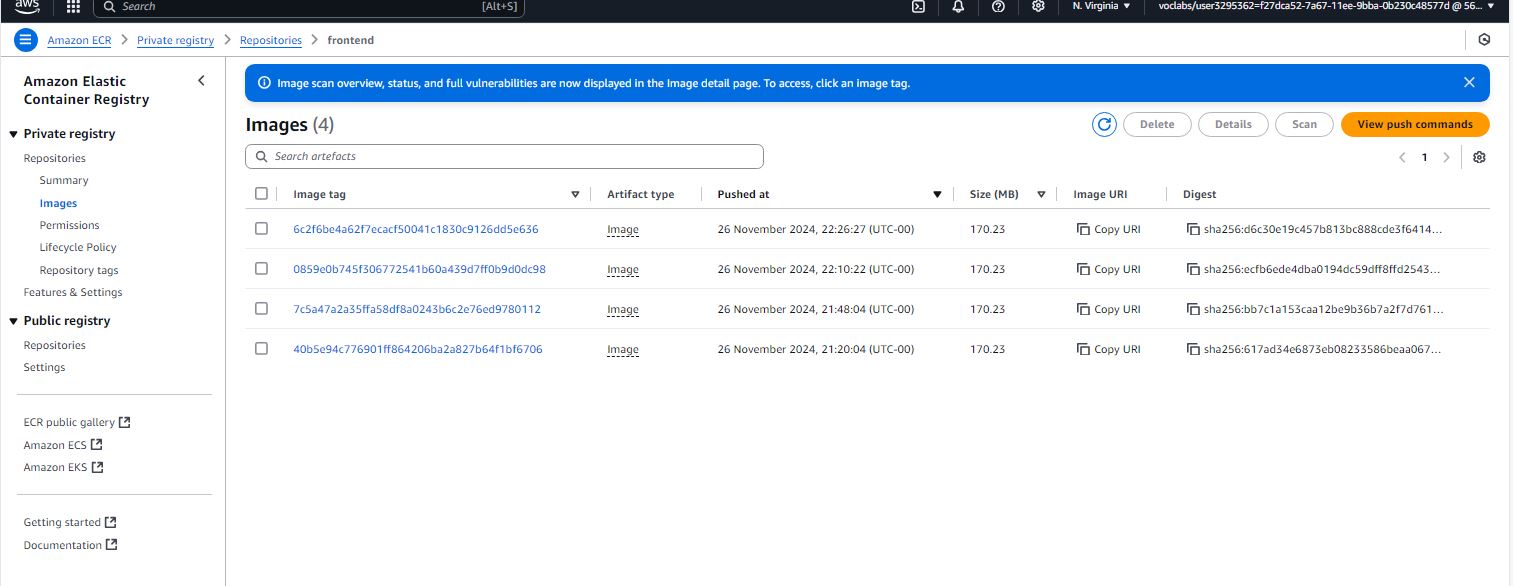 aws Search [Alt+S] N. Virginia voclabs/user3295362=f27dca52-7a67-11ee-9bba-0b230c48577d @ 56...
Amazon ECR > Private registry > Repositories > frontend
Amazon Elastic
Container Registry
Private registry
Repositories
Summary
Images
Permissions
Lifecycle Policy
Repository tags
Features & Settings
Public registry
Repositories
Settings
ECR public gallery
Amazon ECS
Amazon EKS
Getting started
Documentation
Image scan overview, status, and full vulnerabilities are now displayed in the Image detail page. To access, click an image tag.
Images (4) Delete Details Scan View push commands
Search artefacts 1
Image tag Artifact type Pushed at Size (MB) Image URI Digest
6c2f6be4a62f7ecacf50041c1830c9126dd5e636 Image 26 November 2024, 22:26:27 (UTC-00) 170.23 Copy URI sha256:d6c30e19c457b813bc888cde3f6414...
0859e0b745f306772541b60a439d7ff0b9d0dc98 Image 26 November 2024, 22:10:22 (UTC-00) 170.23 Copy URI sha256:ecfb6ede4dba0194dc59dff8ffd2543...
7c5a47a2a35ffa58df8a0243b6c2e76ed9780112 Image 26 November 2024, 21:48:04 (UTC-00) 170.23 Copy URI sha256:bb7c1a153caa12be9b36b7a2f7d761...
40b5e94c776901ff864206ba2a827b64f1bf6706 Image 26 November 2024, 21:20:04 (UTC-00) 170.23 Copy URI sha256:617ad34e6873eb08233586beaa067...